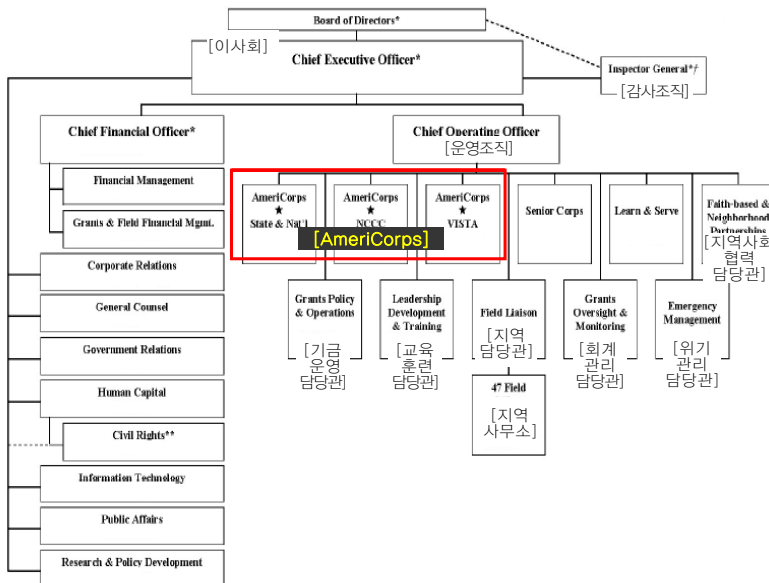 Board of Directors*
[이사회]
Chief Executive Officer*
Inspector General*†
[감사조직]
Chief Financial Officer*
Chief Operating Officer
[운영조직]
Financial Management
Grants & Field Financial Mgmt.
Corporate Relations
General Counsel
Government Relations
Human Capital
Civil Rights**
Information Technology
Public Affairs
Research & Policy Development
AmeriCorps
★
State & Nat'l
AmeriCorps
★
NCCC
AmeriCorps
★
VISTA
[AmeriCorps]
Senior Corps
Learn & Serve
Faith-based &
Neighborhood
Partnerships
[지역사회
협력
담당관]
Grants Policy
& Operations
[기금
운영
담당관]
Leadership
Development
& Training
[교육
훈련
담당관]
Field Liaison
[지역
담당관]
47 Field
[지역
사무소]
Grants
Oversight &
Monitoring
[회계
관리
담당관]
Emergency
Management
[위기
관리
담당관]